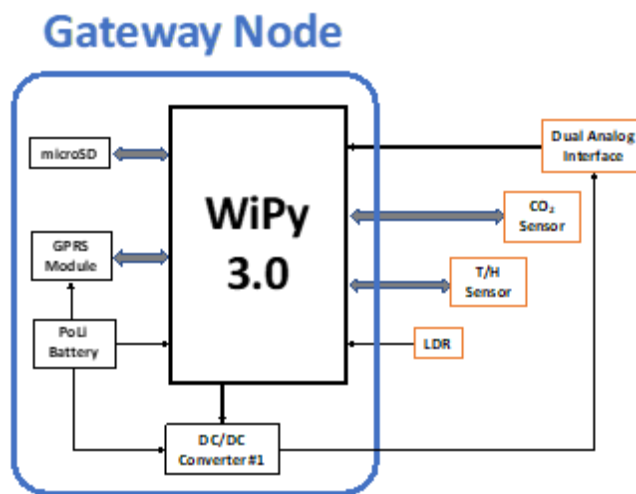 Gateway Node
microSD
WiPy
3.0
GPRS
Module
PoLi
Battery
DC/DC
Converter#1
Dual Analog
Interface
CO₂
Sensor
T/H
Sensor
LDR